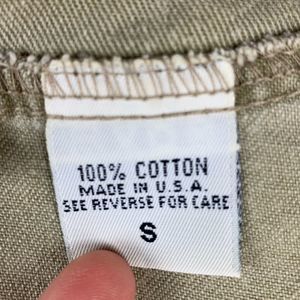 100% COTTON
MADE IN U.S.A.
SEE REVERSE FOR CARE
S